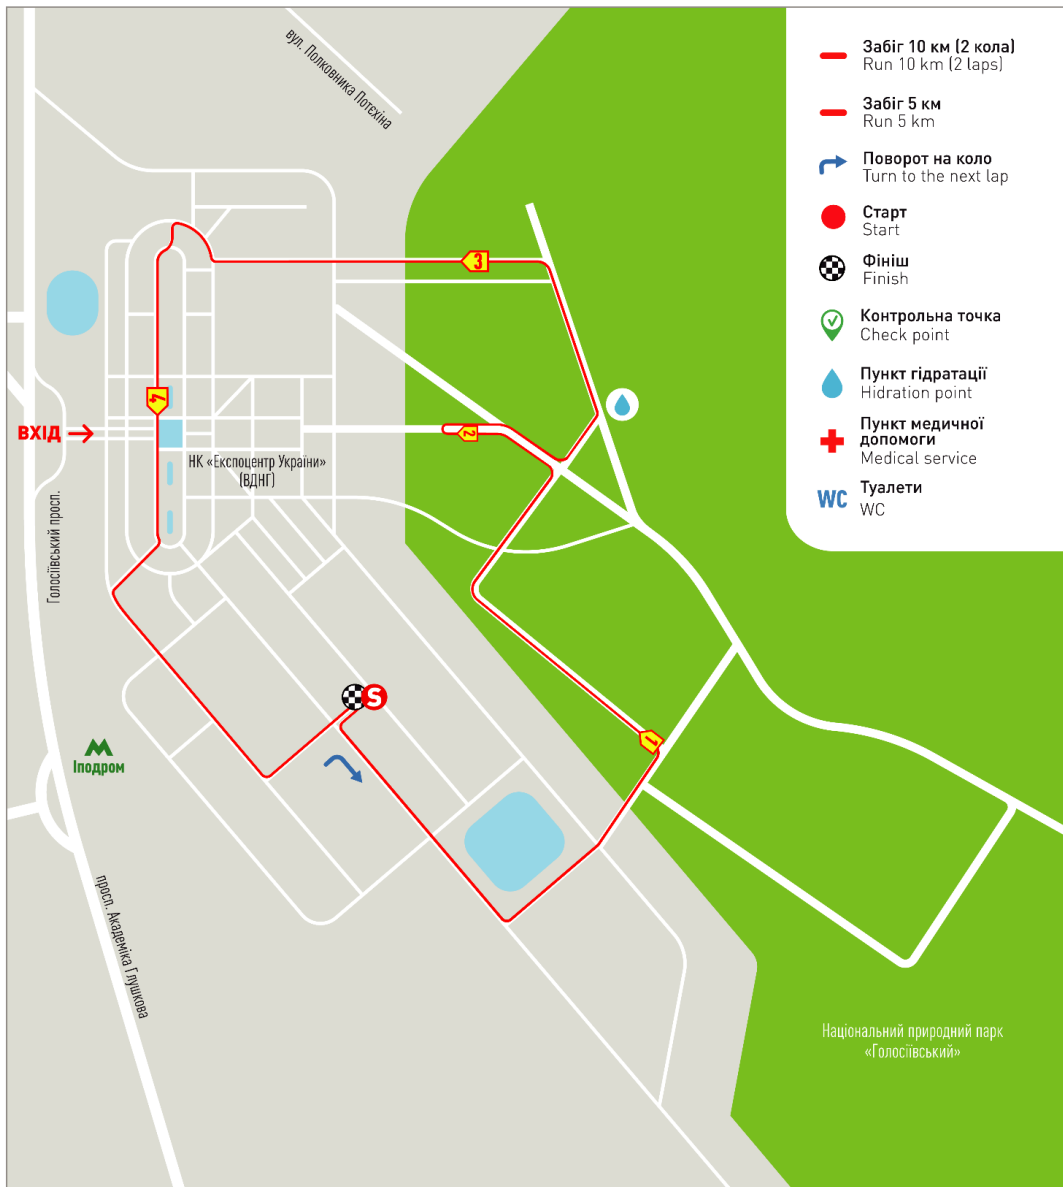 вул. Полковника Потєхіна
Забіг 10 км (2 кола)
Run 10 km (2 laps)
Забіг 5 км
Run 5 km
Поворот на коло
Turn to the next lap
Старт
Start
Фініш
Finish
Контрольна точка
Check point
Пункт гідратації
Hidration point
Пункт медичної
допомоги
Medical service
WC
Туалети
WC
3
4
2
ВХІД
НК «Експоцентр України»
(ВДНГ)
Голосіївський просп.
S
1
Іподром
просп. Академіка Глушкова
Національний природний парк
«Голосіївський»